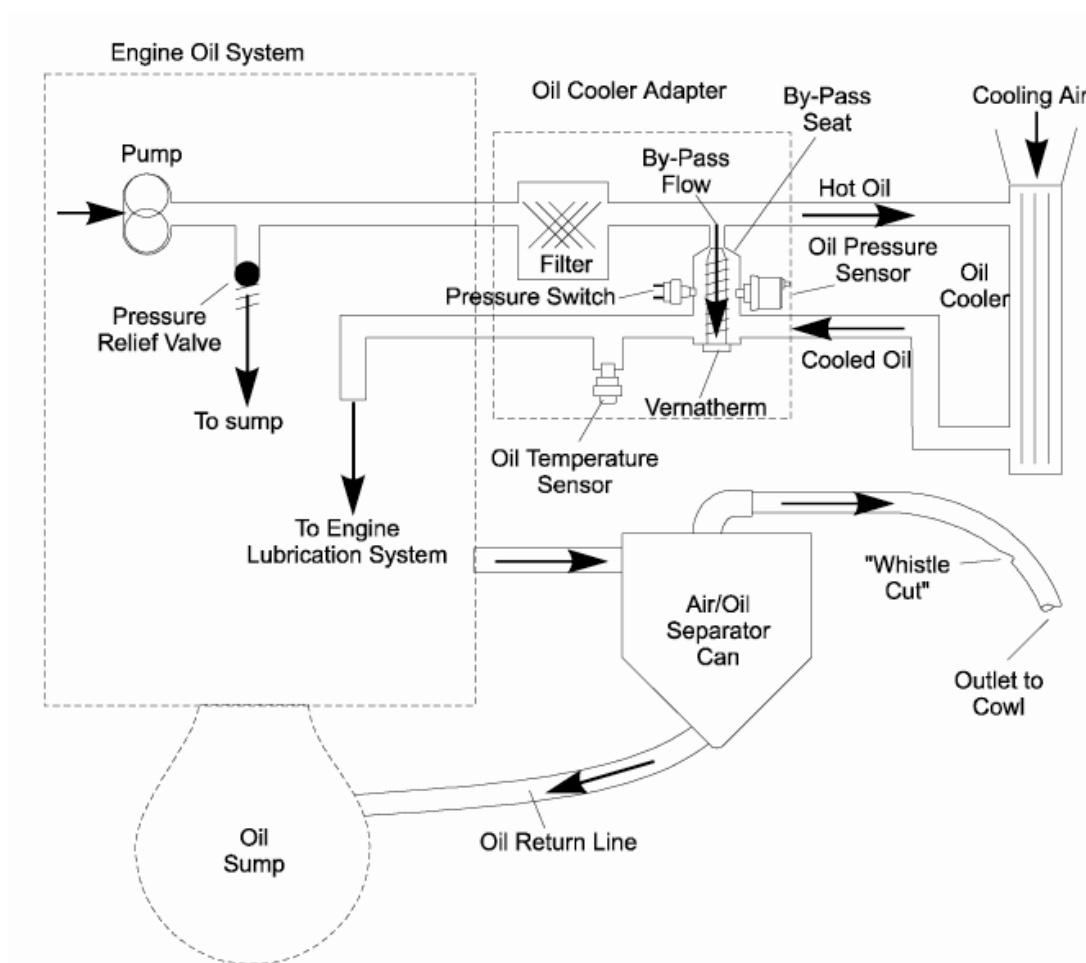 Engine Oil System
Oil Cooler Adapter
By-Pass
Seat
Cooling Air
Pump
By-Pass
Flow
Hot Oil
Filter
Oil Pressure
Sensor
Pressure Switch
Oil
Cooler
Pressure
Relief Valve
Cooled Oil
Vernatherm
To sump
Oil Temperature
Sensor
To Engine
Lubrication System
"Whistle
Cut"
Air/Oil
Separator
Can
Outlet to
Cowl
Oil
Sump
Oil Return Line